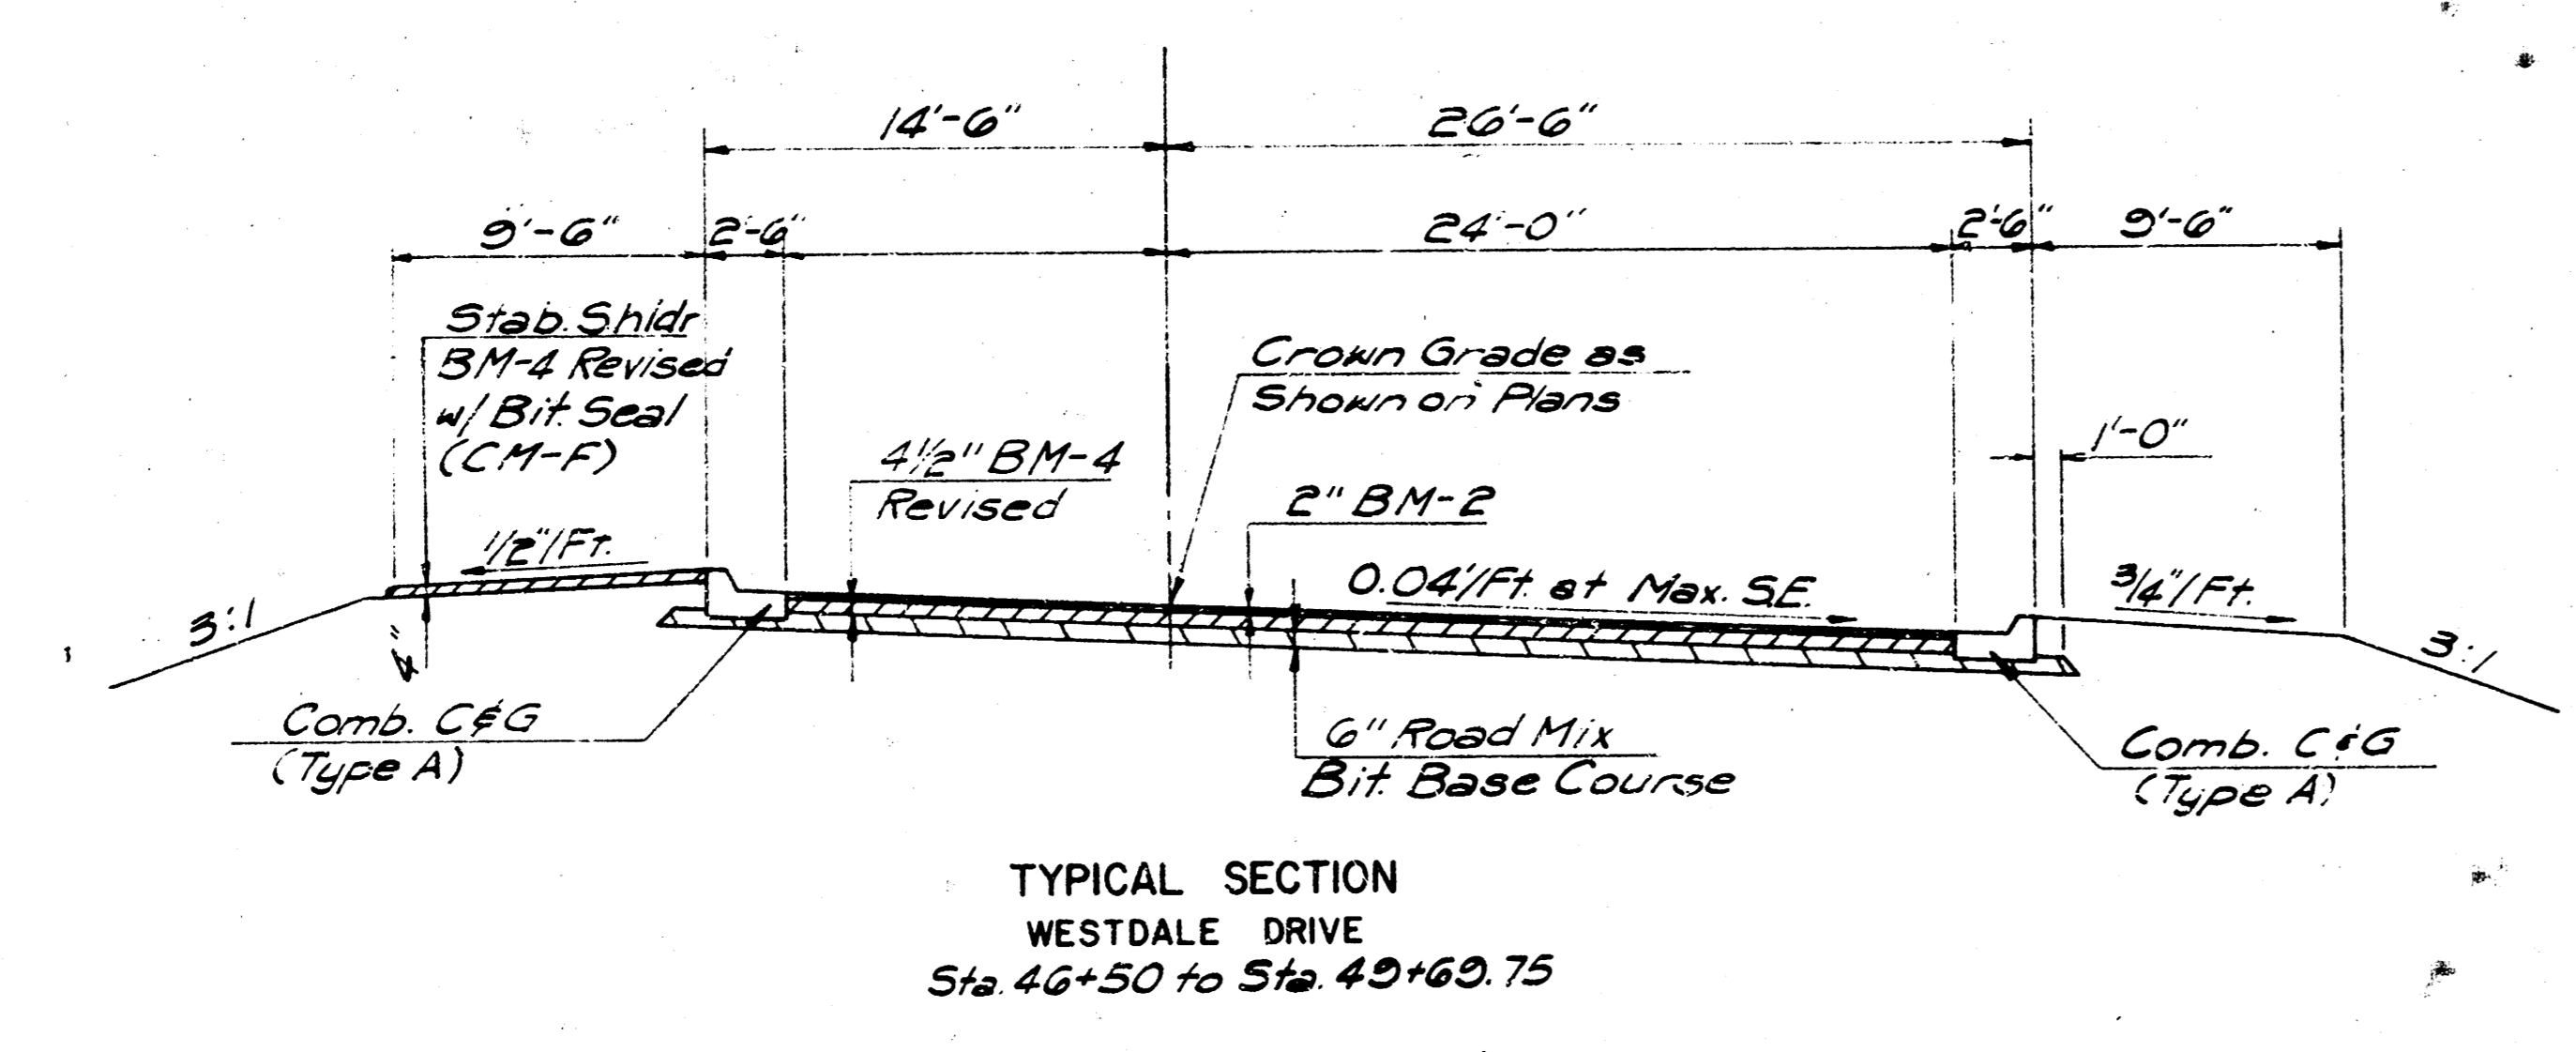 14'-6"
26'-6"
9'-6"
2'-6"
24'-0"
2'-6"
9'-6"
Stab. Shldr
BM-4 Revised
w/ Bit. Seal
(CM-F)
Crown Grade as
Shown on Plans
1'-0"
4½" BM-4
Revised
2" BM-2
1/2"/Ft.
0.04'/Ft. at Max. S.E.
3/4"/Ft.
3:1
3:1
4"
Comb. C&G
(Type A)
6" Road Mix
Bit. Base Course
Comb. C&G
(Type A)
TYPICAL SECTION
WESTDALE DRIVE
Sta. 46+50 to Sta. 49+69.75